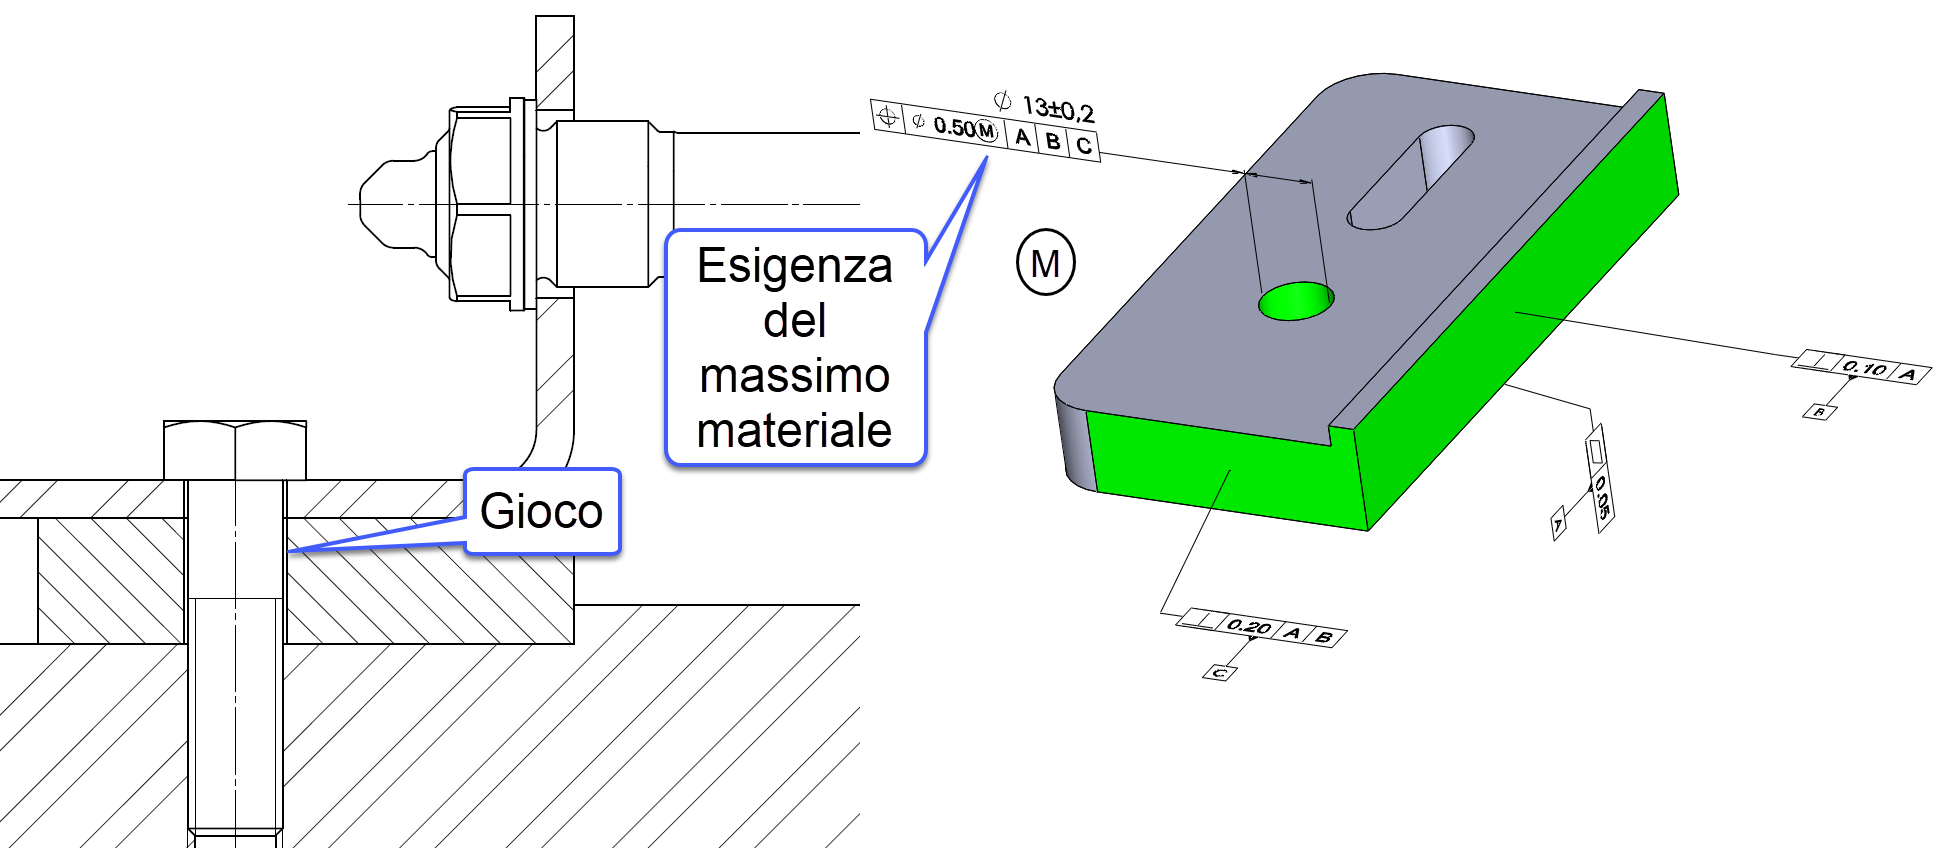 ⌀ 13±0,2
⌖ ⌀ 0.50Ⓜ A B C
Esigenza
del
massimo
materiale
Ⓜ
⟂ 0.10 A
B
Gioco
⏥ 0.05
A
⟂ 0.20 A B
C